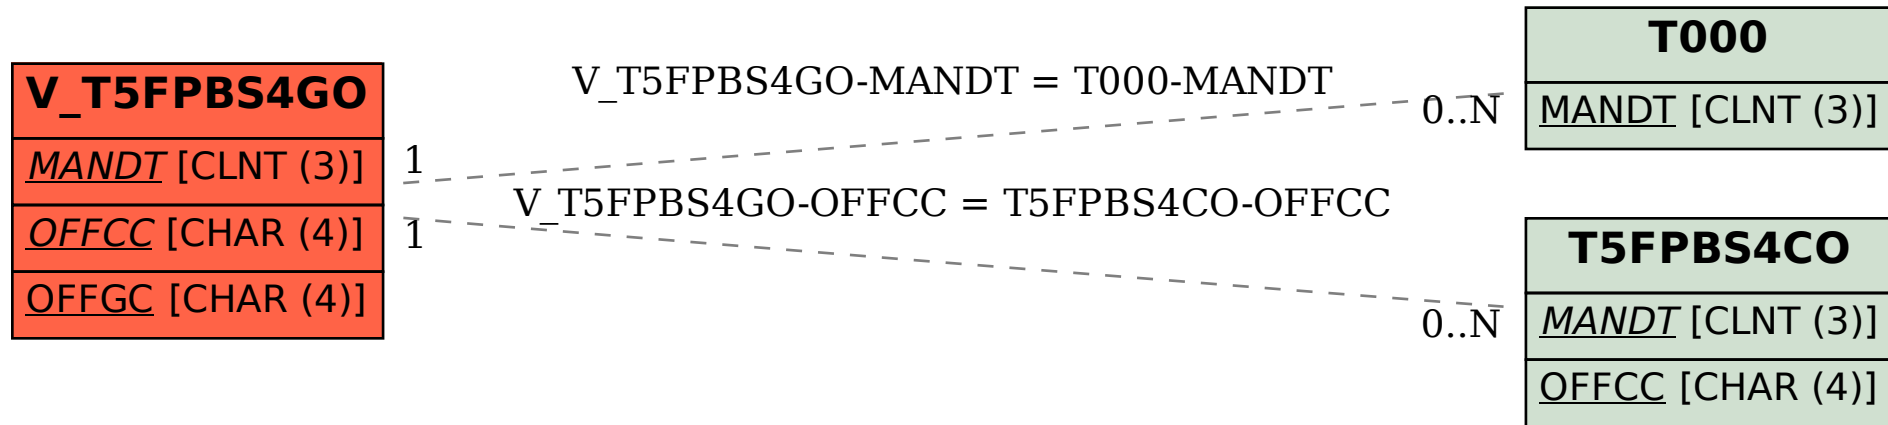 V_T5FPBS4GO
MANDT [CLNT (3)]
OFFCC [CHAR (4)]
OFFGC [CHAR (4)]
V_T5FPBS4GO-MANDT = T000-MANDT
1
0..N
V_T5FPBS4GO-OFFCC = T5FPBS4CO-OFFCC
1
0..N
T000
MANDT [CLNT (3)]
T5FPBS4CO
MANDT [CLNT (3)]
OFFCC [CHAR (4)]